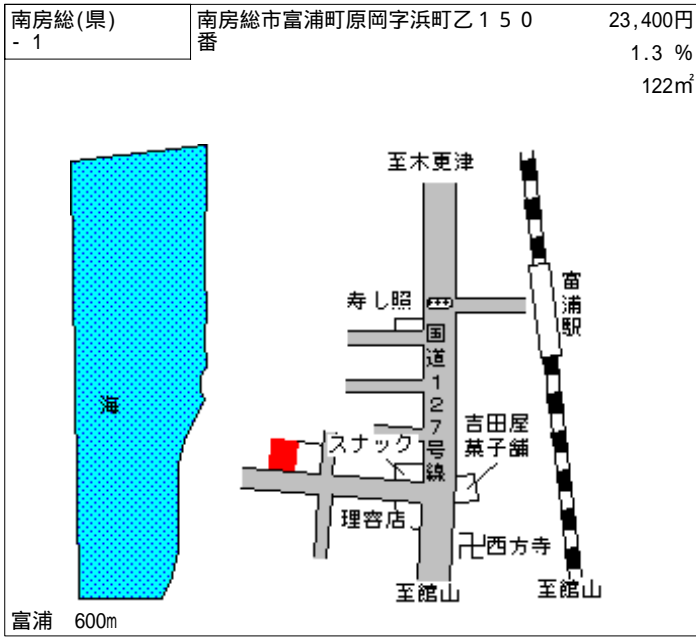 南房総(県)
- 1
南房総市富浦町原岡字浜町乙１５０
番
23,400円
1.3 %
122㎡
至木更津
寿し照
富浦駅
国道127号線
海
吉田屋
菓子舗
スナック
理容店
卍西方寺
至館山
至館山
富浦 600m